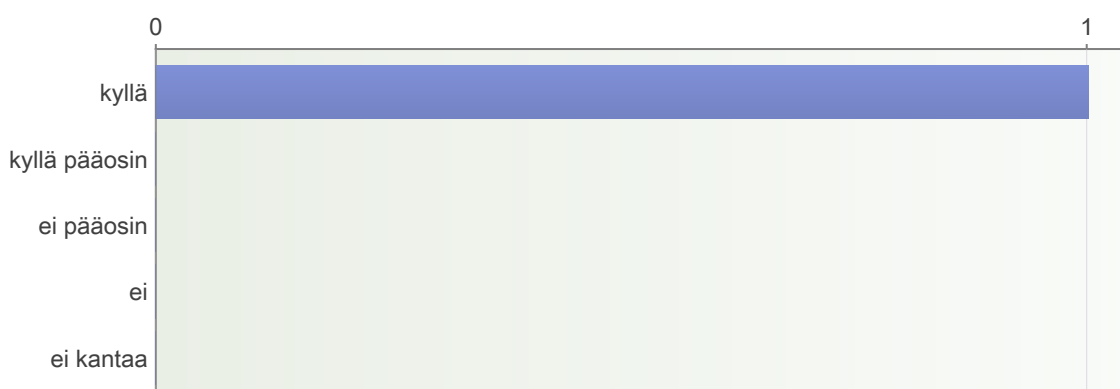 0 1
kyllä
kyllä pääosin
ei pääosin
ei
ei kantaa